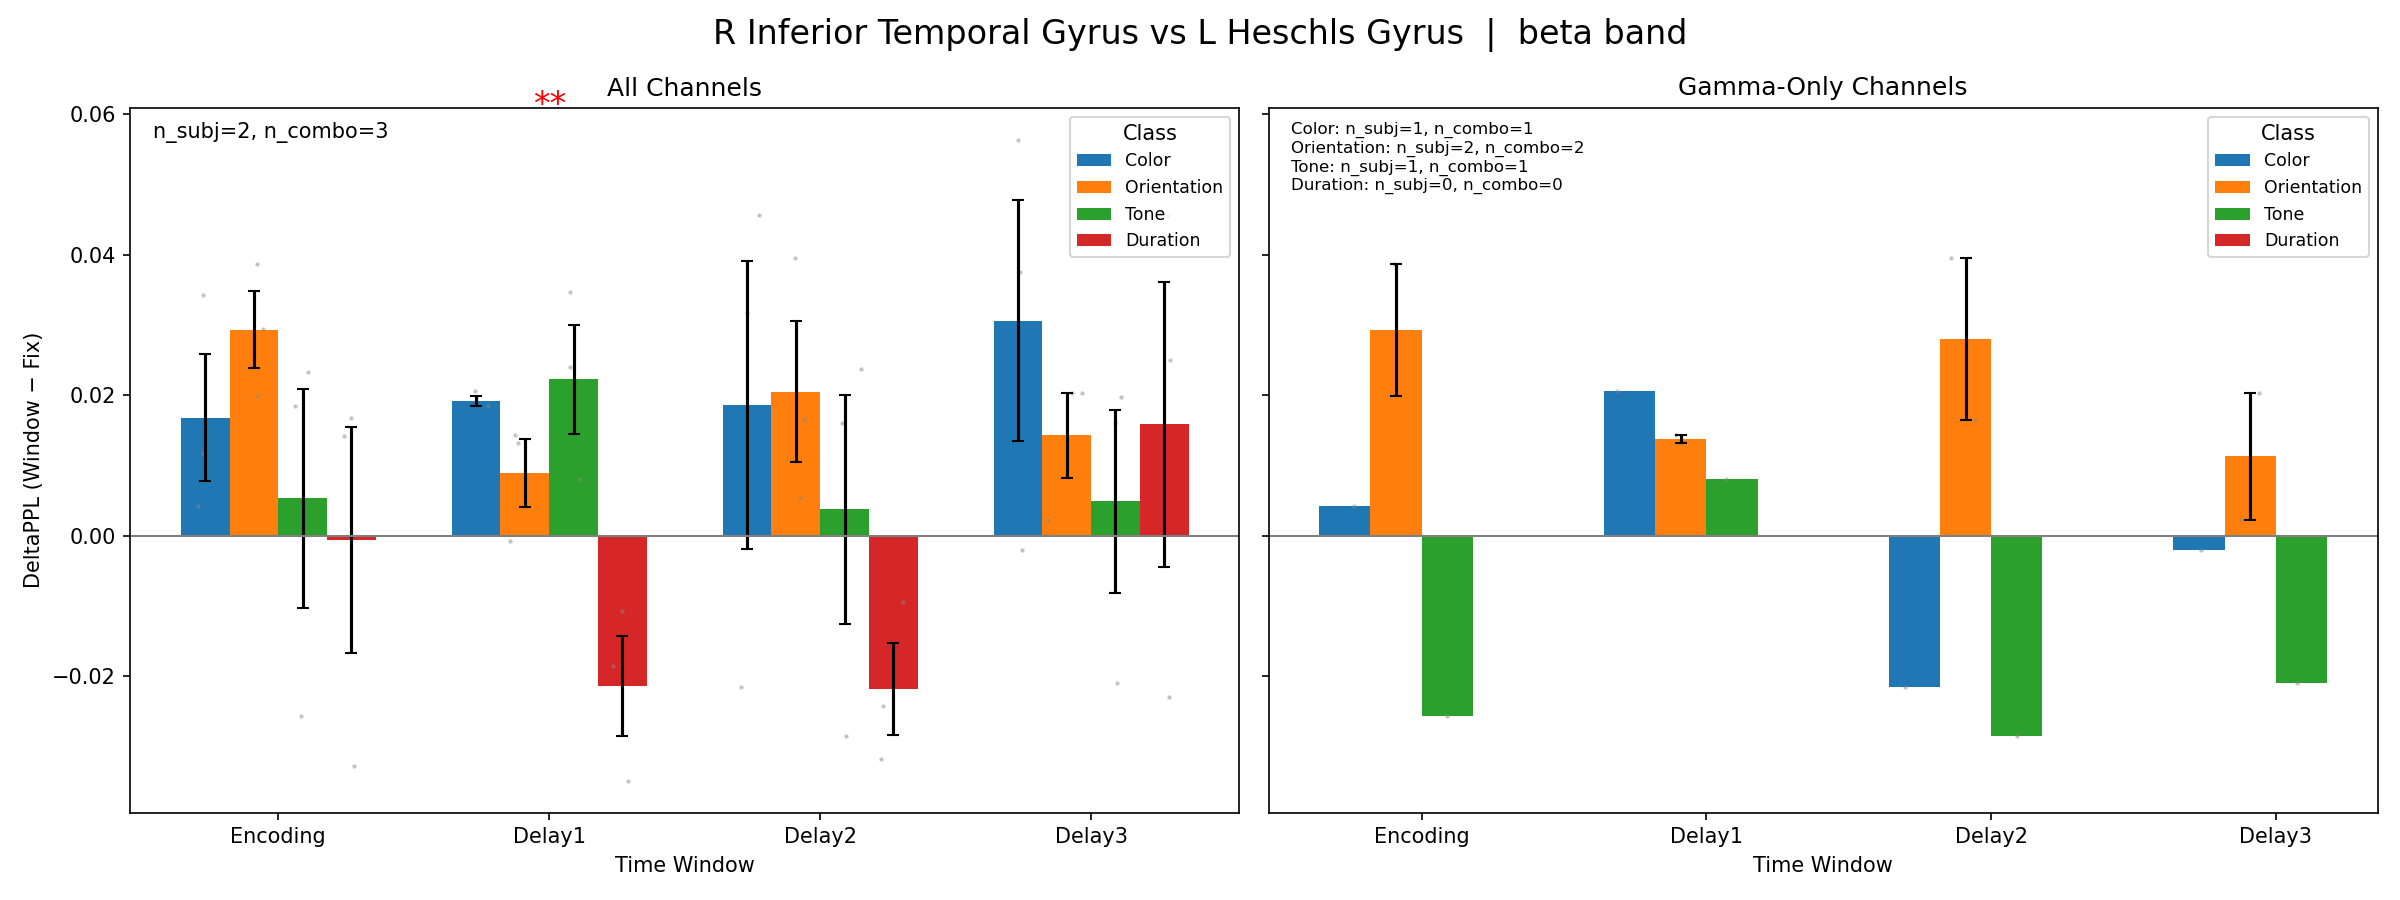 R Inferior Temporal Gyrus vs L Heschls Gyrus | beta band
All Channels
**
n_subj=2, n_combo=3
Class
Color
Orientation
Tone
Duration
0.06
0.04
0.02
0.00
−0.02
DeltaPPL (Window − Fix)
Encoding
Delay1
Delay2
Delay3
Time Window
Gamma-Only Channels
Color: n_subj=1, n_combo=1
Orientation: n_subj=2, n_combo=2
Tone: n_subj=1, n_combo=1
Duration: n_subj=0, n_combo=0
Class
Color
Orientation
Tone
Duration
Encoding
Delay1
Delay2
Delay3
Time Window